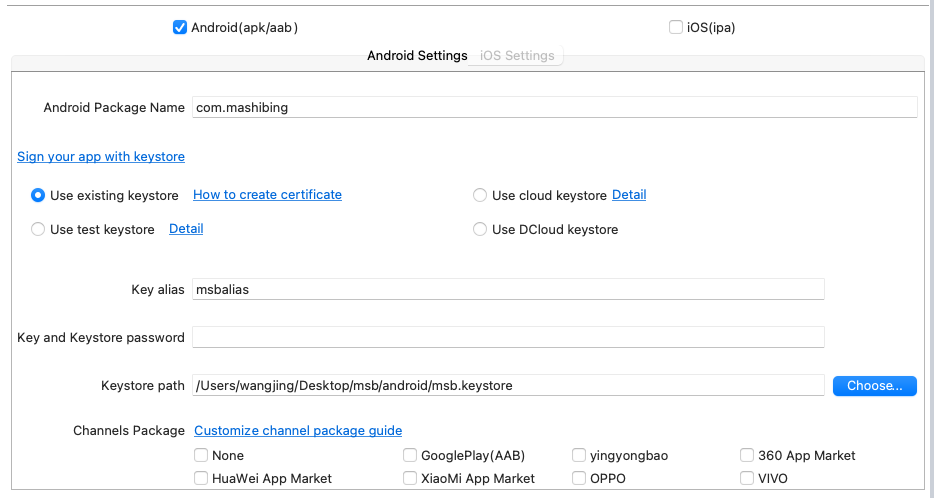 Android(apk/aab) iOS(ipa)
Android Settings iOS Settings
Android Package Name com.mashibing
Sign your app with keystore
Use existing keystore How to create certificate Use cloud keystore Detail
Use test keystore Detail Use DCloud keystore
Key alias msbalias
Key and Keystore password
Keystore path /Users/wangjing/Desktop/msb/android/msb.keystore Choose...
Channels Package Customize channel package guide
None GooglePlay(AAB) yingyongbao 360 App Market
HuaWei App Market XiaoMi App Market OPPO VIVO